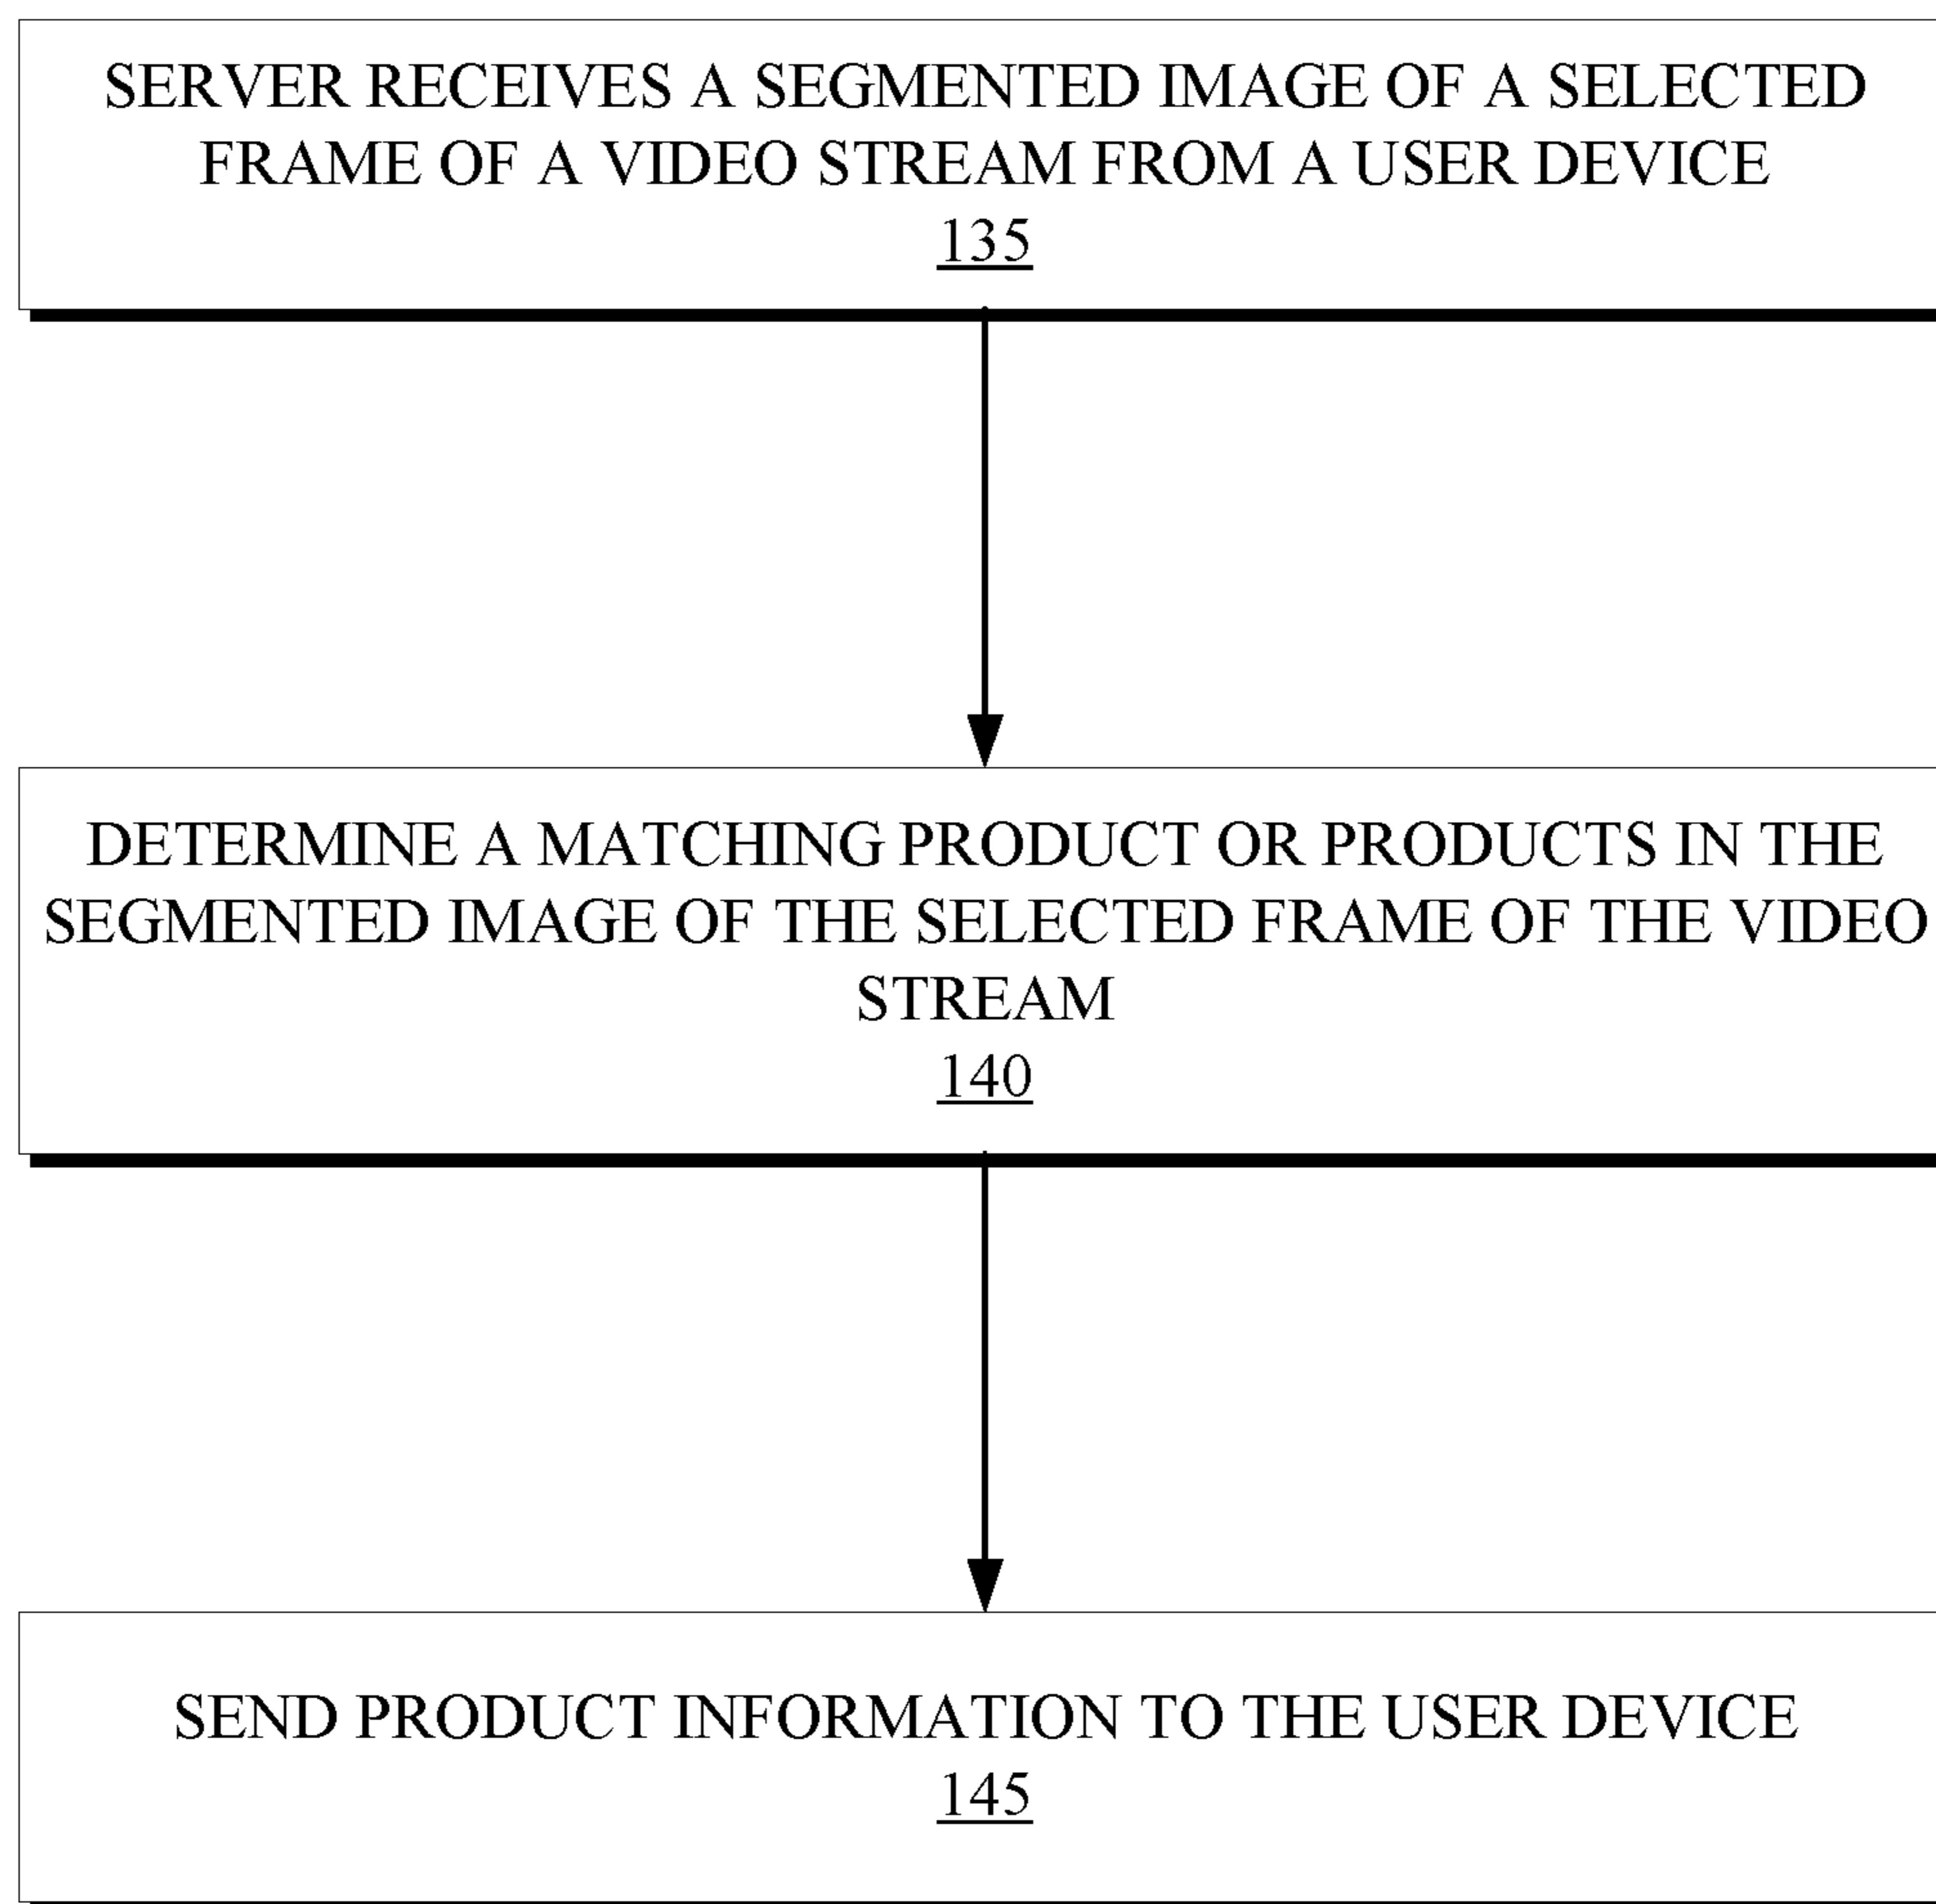 SERVER RECEIVES A SEGMENTED IMAGE OF A SELECTED
FRAME OF A VIDEO STREAM FROM A USER DEVICE
135
DETERMINE A MATCHING PRODUCT OR PRODUCTS IN THE
SEGMENTED IMAGE OF THE SELECTED FRAME OF THE VIDEO
STREAM
140
SEND PRODUCT INFORMATION TO THE USER DEVICE
145